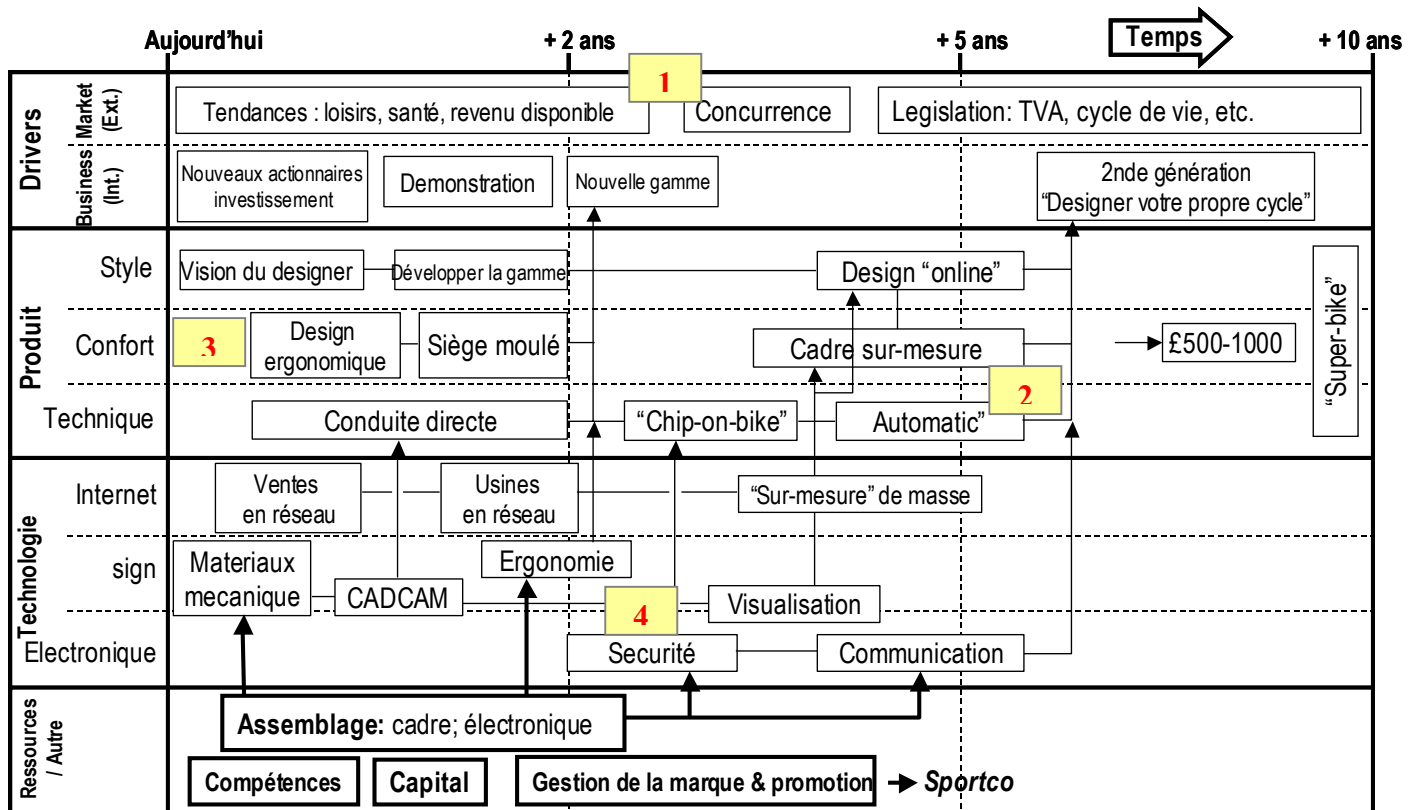 Aujourd'hui
+ 2 ans
+ 5 ans
Temps
+ 10 ans
Drivers
Market
(Ext.)
1
Tendances : loisirs, santé, revenu disponible
Concurrence
Legislation: TVA, cycle de vie, etc.
Business
(Int.)
Nouveaux actionnaires
investissement
Demonstration
Nouvelle gamme
2nde génération
“Designer votre propre cycle”
Produit
Style
Vision du designer
Développer la gamme
Design “online”
“Super-bike”
Confort
3
Design
ergonomique
Siège moulé
Cadre sur-mesure
£500-1000
2
Technique
Conduite directe
“Chip-on-bike”
Automatic”
Technologie
Internet
Ventes
en réseau
Usines
en réseau
“Sur-mesure” de masse
sign
Materiaux
mecanique
CADCAM
Ergonomie
4
Visualisation
Electronique
Securité
Communication
Ressources
/ Autre
Assemblage: cadre; électronique
Compétences
Capital
Gestion de la marque & promotion
Sportco